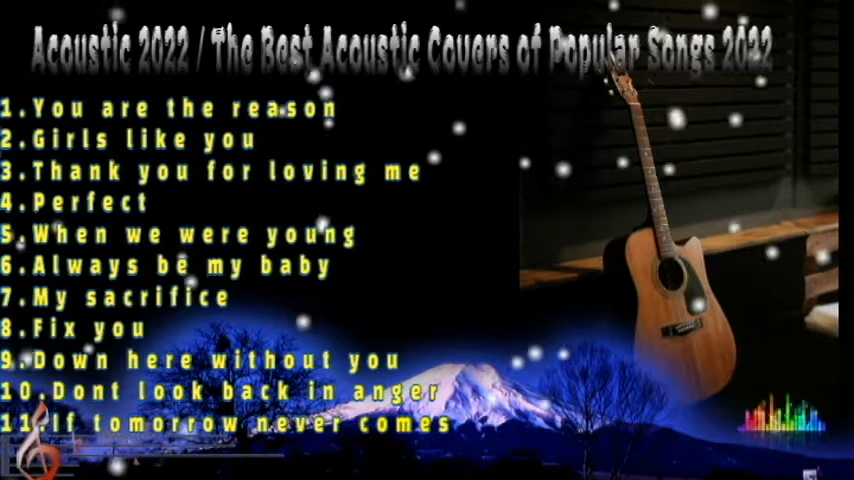 Acoustic 2022 / The Best Acoustic Covers of Popular Songs 2022
1.You are the reason
2.Girls like you
3.Thank you for loving me
4.Perfect
5.When we were young
6.Always be my baby
7.My sacrifice
8.Fix you
9.Down here without you
10.Dont look back in anger
11.If tomorrow never comes